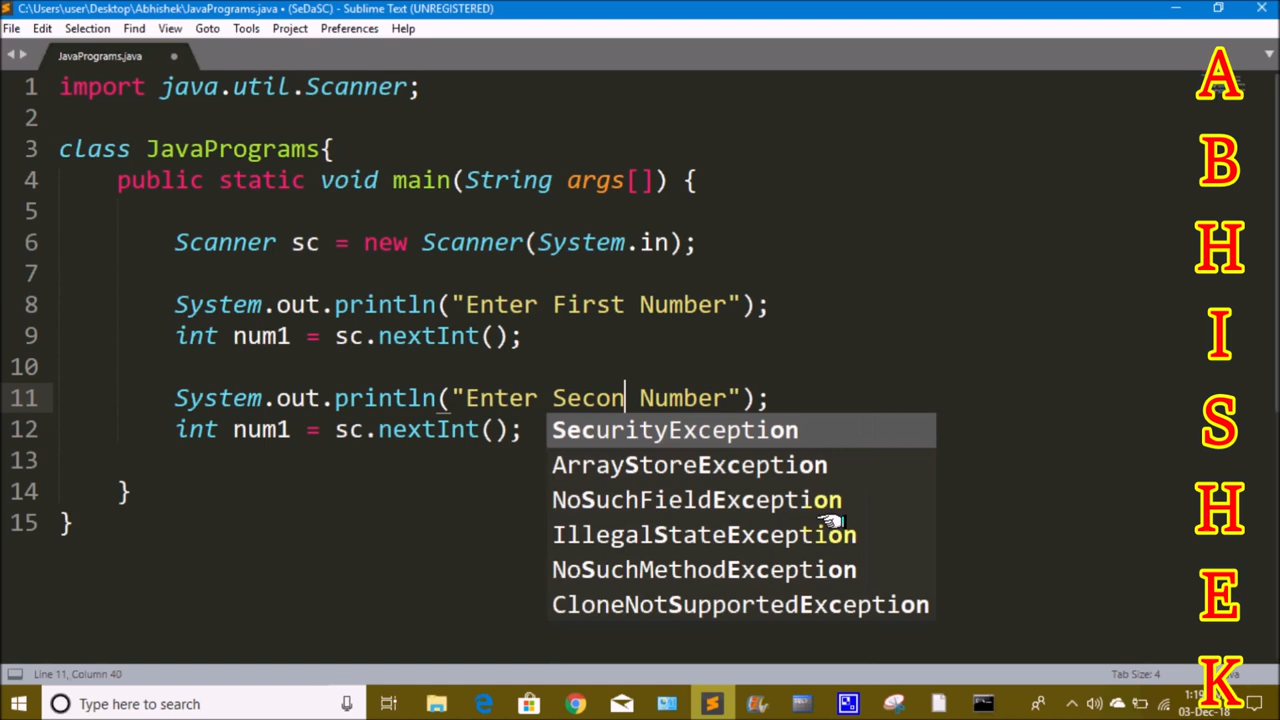 C:\Users\user\Desktop\Abhishek\JavaPrograms.java • (SeDaSC) - Sublime Text (UNREGISTERED)
File Edit Selection Find View Goto Tools Project Preferences Help
JavaPrograms.java
1 import java.util.Scanner;
2
3 class JavaPrograms{
4 public static void main(String args[]) {
5
6 Scanner sc = new Scanner(System.in);
7
8 System.out.println("Enter First Number");
9 int num1 = sc.nextInt();
10
11 System.out.println("Enter Secon Number");
12 int num1 = sc.nextInt();
13
14 }
15 }
SecurityException
ArrayStoreException
NoSuchFieldException
IllegalStateException
NoSuchMethodException
CloneNotSupportedException
A
B
H
I
S
H
E
K
Line 11, Column 40
Tab Size: 4
Type here to search
03-Dec-18